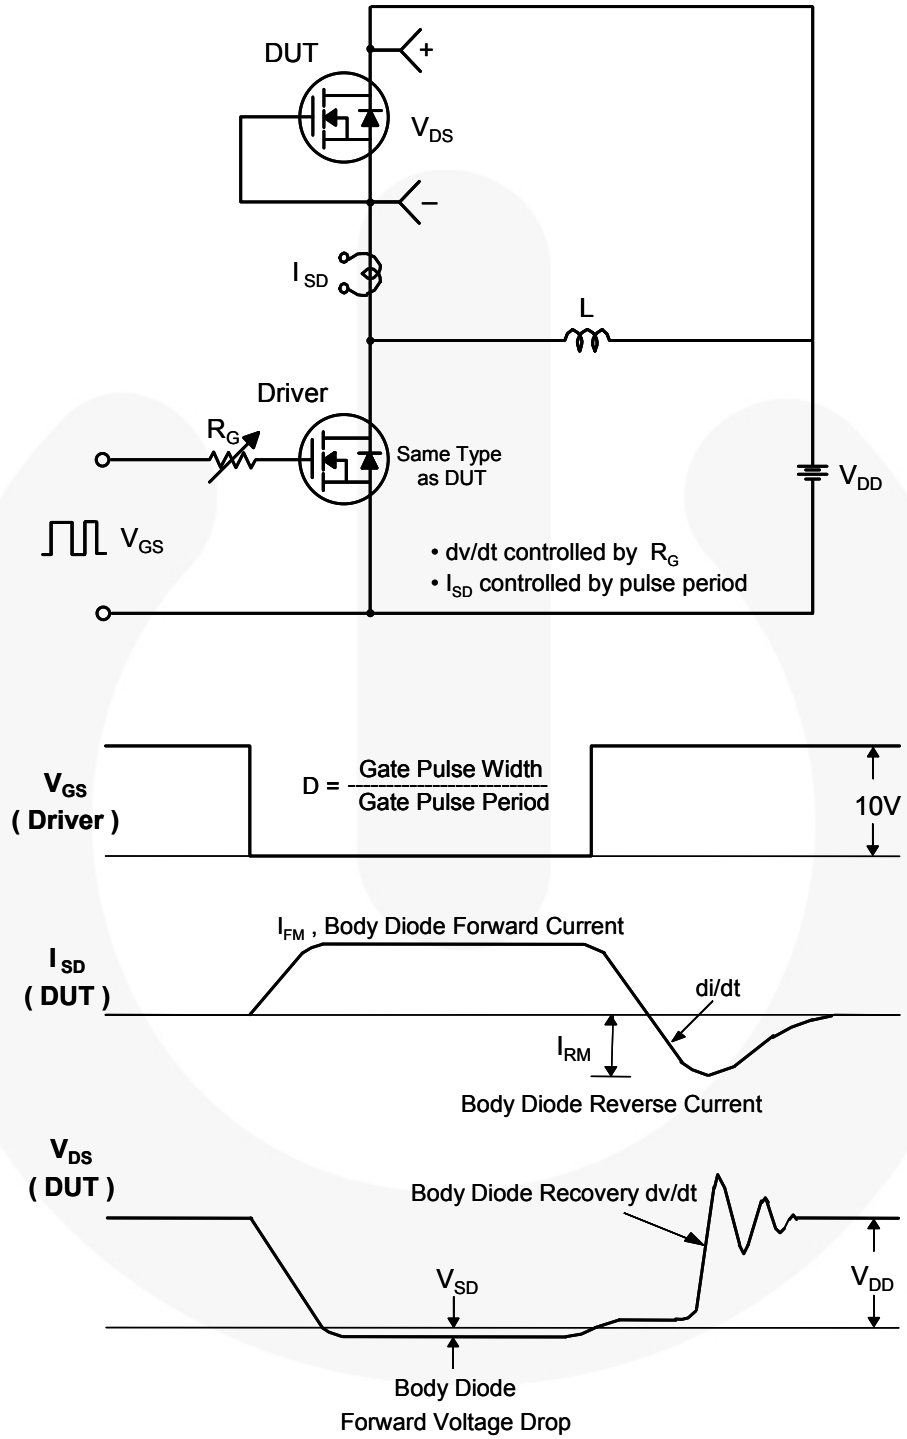 DUT
+
V_DS
–
I_SD
L
Driver
R_G
Same Type
as DUT
V_DD
V_GS
• dv/dt controlled by R_G
• I_SD controlled by pulse period
V_GS
( Driver )
D = Gate Pulse Width
Gate Pulse Period
10V
I_FM , Body Diode Forward Current
I_SD
( DUT )
di/dt
I_RM
Body Diode Reverse Current
V_DS
( DUT )
Body Diode Recovery dv/dt
V_SD
V_DD
Body Diode
Forward Voltage Drop